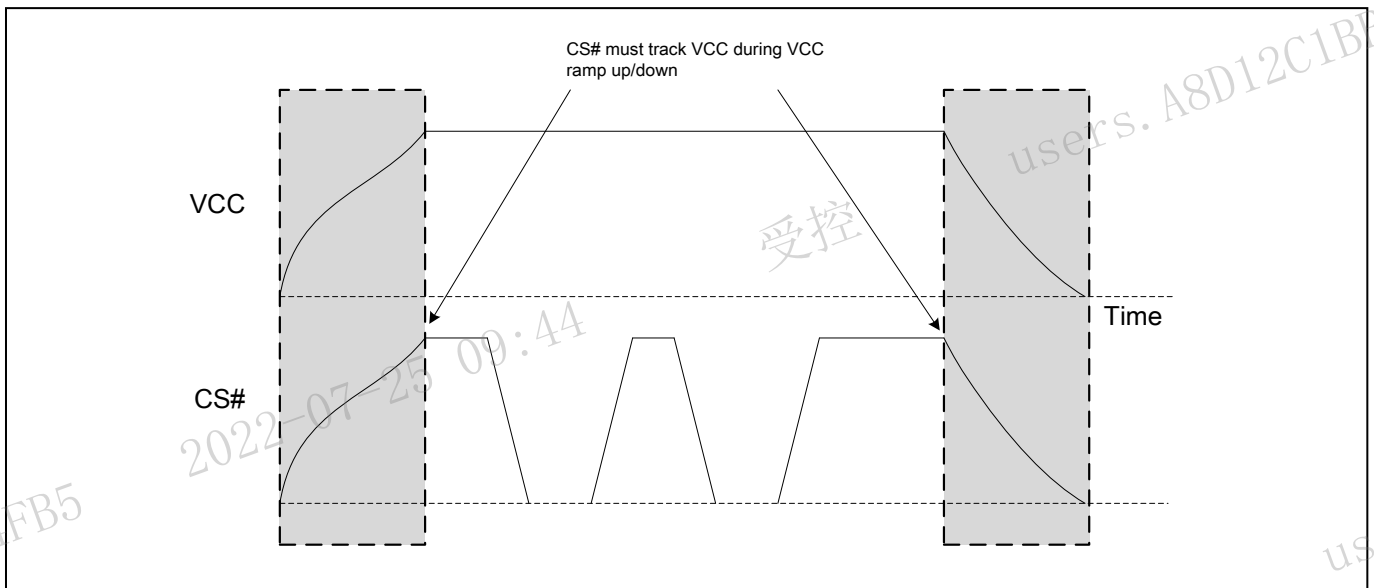 CS# must track VCC during VCC
ramp up/down
users.A8D12C1B
VCC
受控
Time
2022-07-25 09:44
CS#
FB5
us